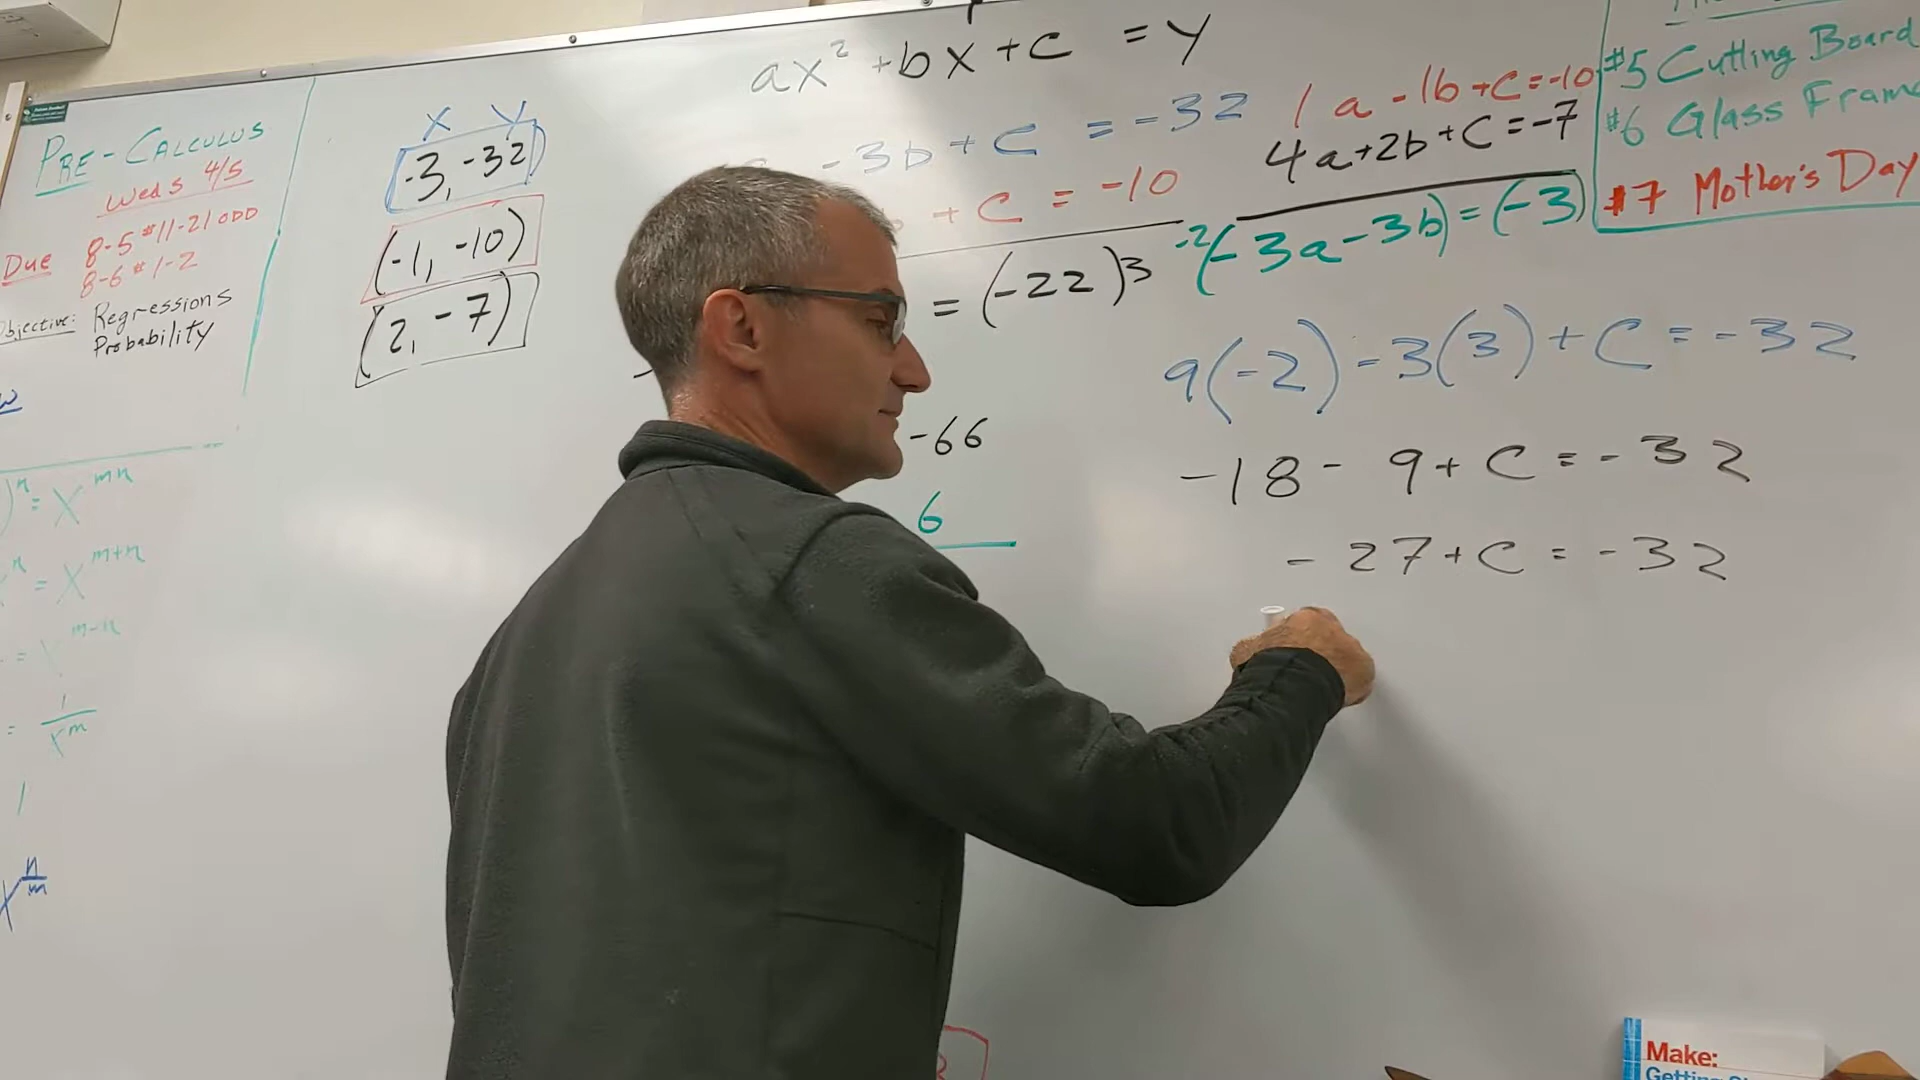 PRE-CALCULUS
Weds 4/5
Due 8-5 #11-21 ODD
8-6 #1-2
Objective: Regressions
Probability
)ⁿ = X^mn
ⁿ = X^m+n
= X^m-n
= 1/x^m
1
X^n/m
X Y
-3, -32)
(-1, -10)
(2, -7)
ax² + bx + c = y
-3b + C = -32
+ C = -10
= (-22)3
-66
6
1a - 1b + C = -10
4a + 2b + C = -7
-2(-3a - 3b) = (-3)
9(-2) - 3(3) + C = -32
-18 - 9 + C = -32
-27 + C = -32
#5 Cutting Board
#6 Glass Frame
#7 Mother's Day
Make: